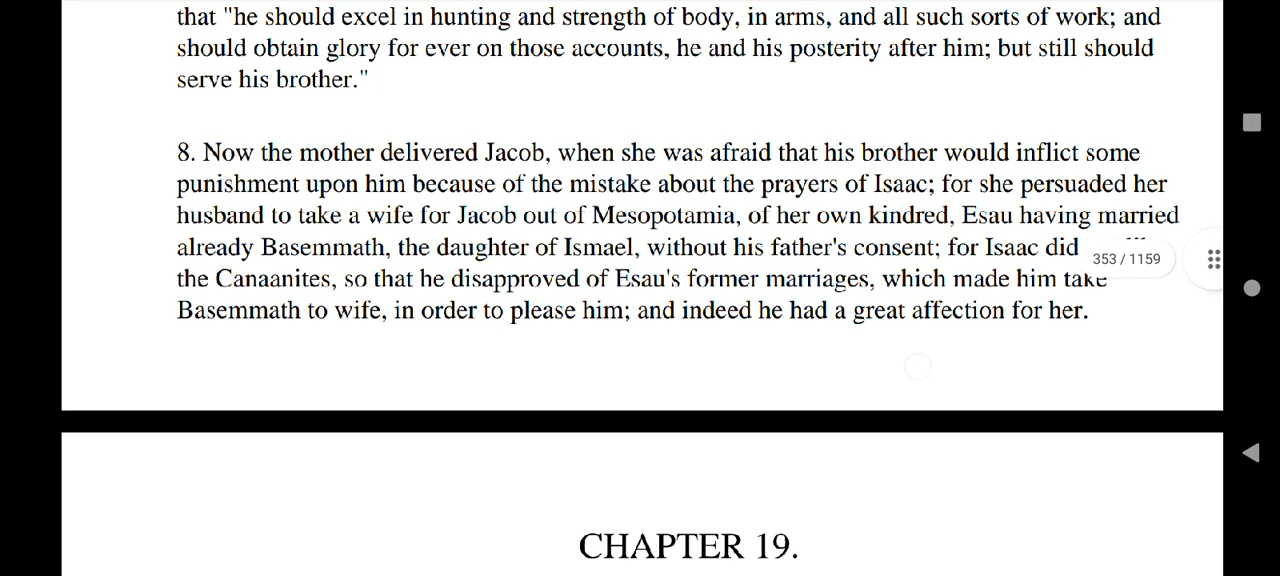 that "he should excel in hunting and strength of body, in arms, and all such sorts of work; and
should obtain glory for ever on those accounts, he and his posterity after him; but still should
serve his brother."
8. Now the mother delivered Jacob, when she was afraid that his brother would inflict some
punishment upon him because of the mistake about the prayers of Isaac; for she persuaded her
husband to take a wife for Jacob out of Mesopotamia, of her own kindred, Esau having married
already Basemmath, the daughter of Ismael, without his father's consent; for Isaac did
353 / 1159
the Canaanites, so that he disapproved of Esau's former marriages, which made him take
Basemmath to wife, in order to please him; and indeed he had a great affection for her.
CHAPTER 19.